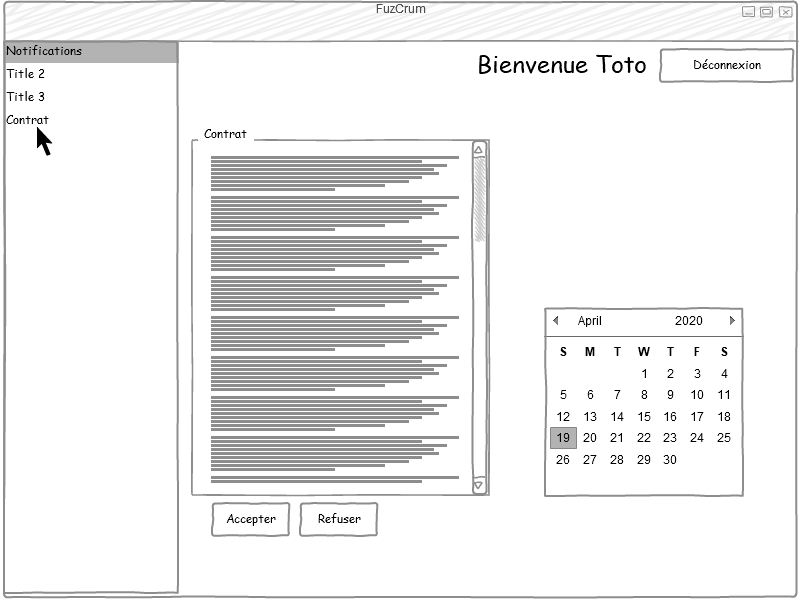 FuzCrum
Notifications
Title 2
Title 3
Contrat
Bienvenue Toto
Déconnexion
Contrat
Accepter
Refuser
April 2020
S M T W T F S
1 2 3 4
5 6 7 8 9 10 11
12 13 14 15 16 17 18
19 20 21 22 23 24 25
26 27 28 29 30